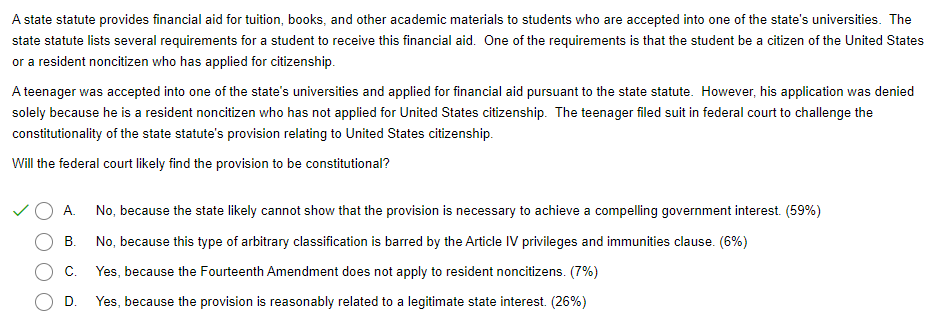 A state statute provides financial aid for tuition, books, and other academic materials to students who are accepted into one of the state's universities.  The
state statute lists several requirements for a student to receive this financial aid.  One of the requirements is that the student be a citizen of the United States
or a resident noncitizen who has applied for citizenship.
A teenager was accepted into one of the state's universities and applied for financial aid pursuant to the state statute.  However, his application was denied
solely because he is a resident noncitizen who has not applied for United States citizenship.  The teenager filed suit in federal court to challenge the
constitutionality of the state statute's provision relating to United States citizenship.
Will the federal court likely find the provision to be constitutional?
A. No, because the state likely cannot show that the provision is necessary to achieve a compelling government interest. (59%)
B. No, because this type of arbitrary classification is barred by the Article IV privileges and immunities clause. (6%)
C. Yes, because the Fourteenth Amendment does not apply to resident noncitizens. (7%)
D. Yes, because the provision is reasonably related to a legitimate state interest. (26%)